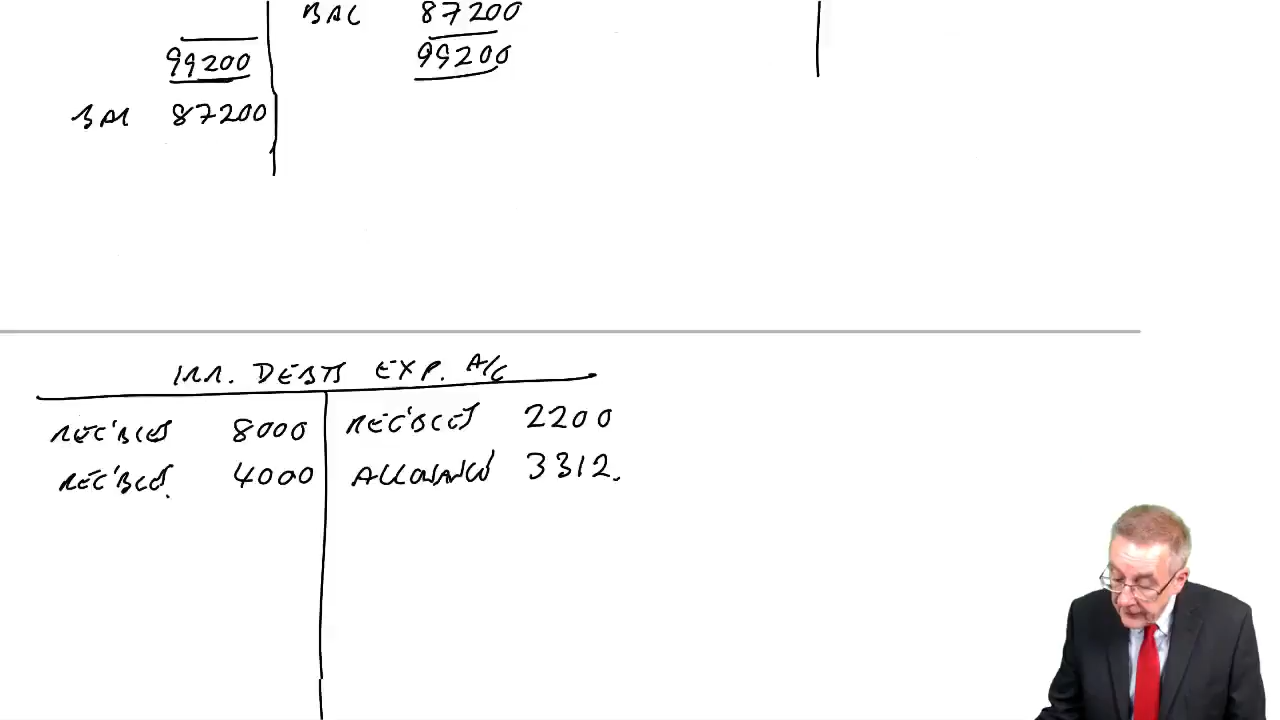 BAL 87200
99200 99200
BAL 87200
IRR. DEBTS EXP. A/C
REC'BLES 8000 REC'BLES 2200
REC'BLES. 4000 ALLOWANCE 3312.